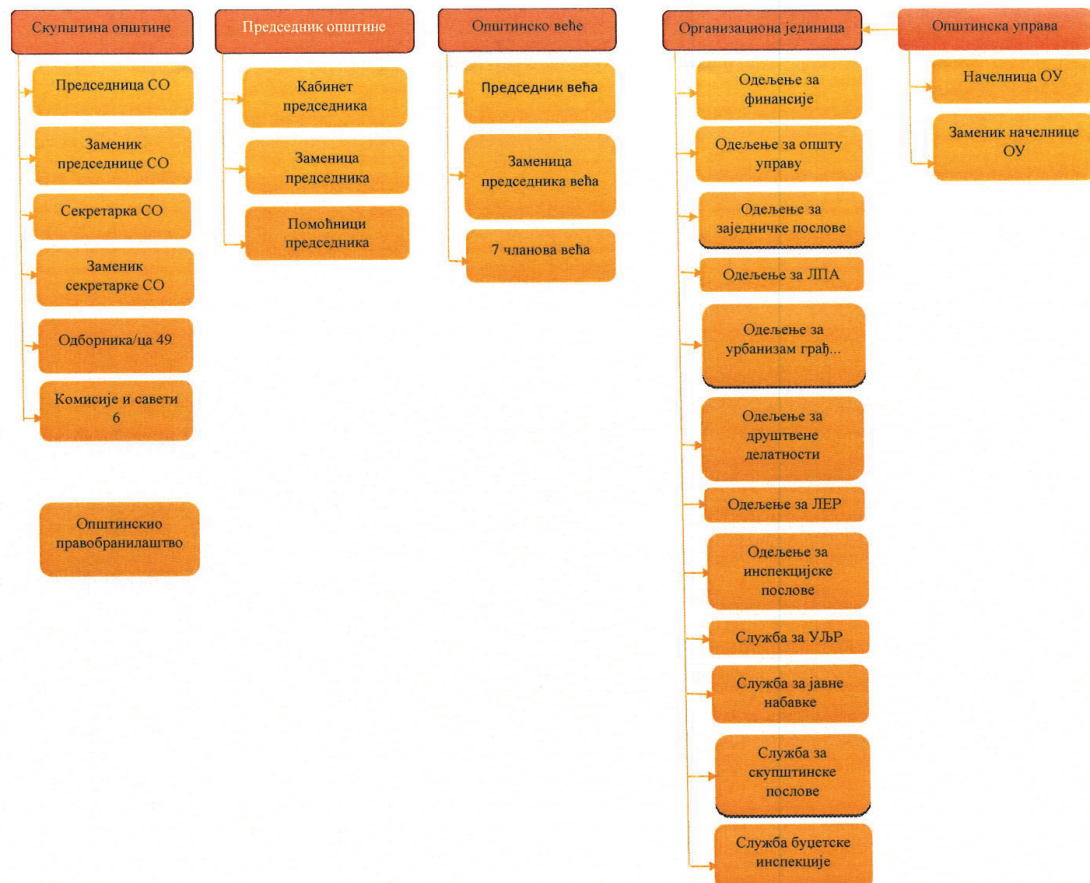 Скупштина општине
Председница СО
Заменик
председнице СО
Секретарка СО
Заменик
секретарке СО
Одборника/ца 49
Комисије и савети
6
Општинскио
правобранилаштво
Председник општине
Кабинет
председника
Заменица
председника
Помоћници
председника
Општинско веће
Председник већа
Заменица
председника већа
7 чланова већа
Организациона јединица
Одељење за
финансије
Одељење за општу
управу
Одељење за
заједничке послове
Одељење за ЛПА
Одељење за
урбанизам грађ...
Одељење за
друштвене
делатности
Одељење за ЛЕР
Одељење за
инспекцијске
послове
Служба за УЉР
Служба за јавне
набавке
Служба за
скупштинске
послове
Служба буџетске
инспекције
Општинска управа
Начелница ОУ
Заменик начелнице
ОУ